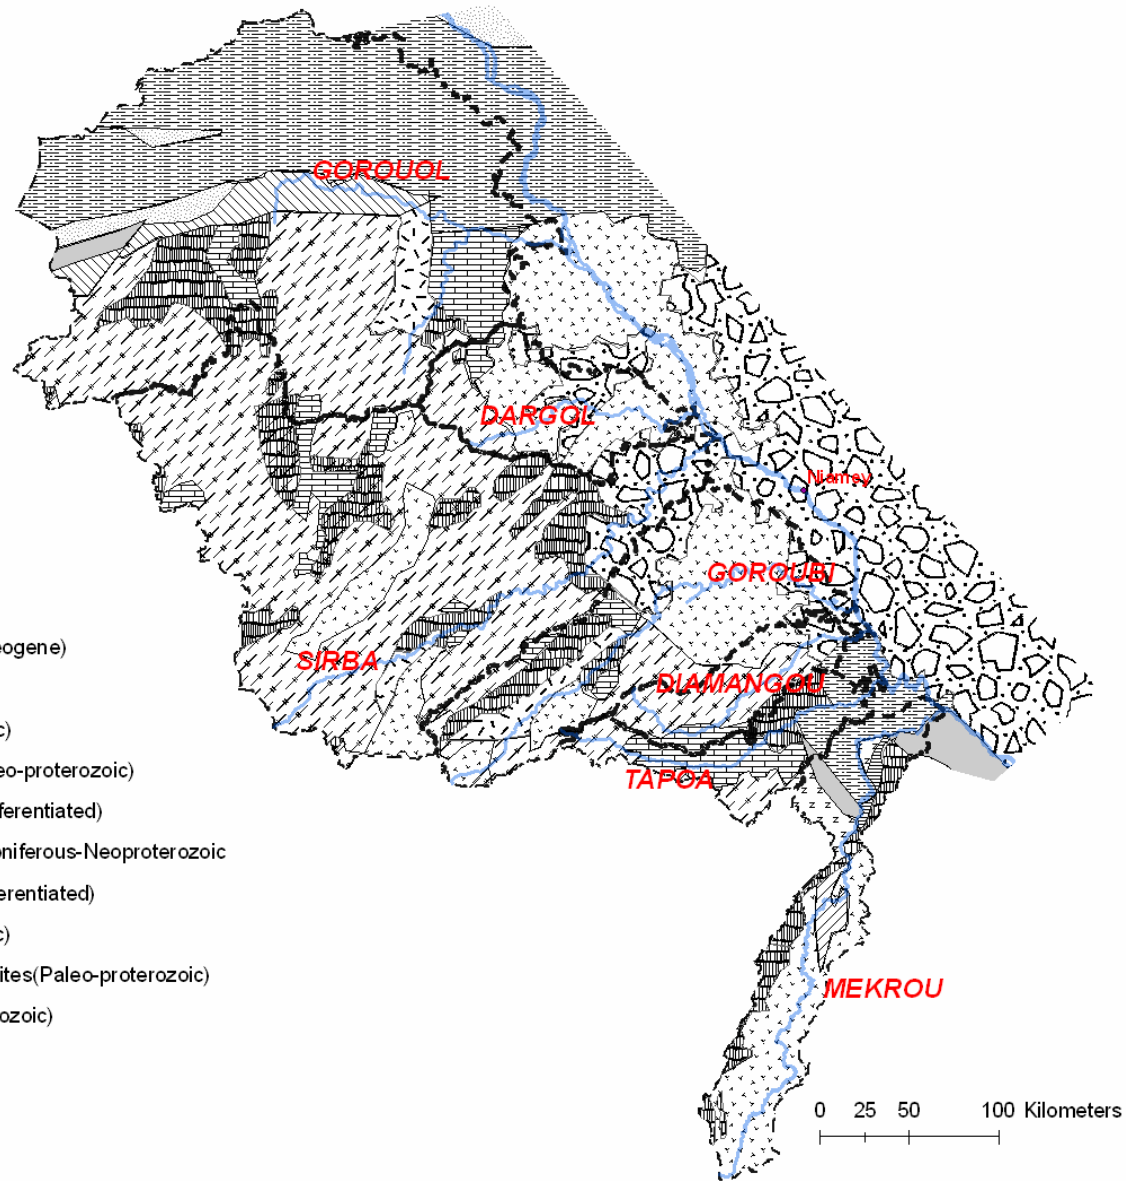 GOROUOL
DARGOL
Niamey
GOROUBI
eogene)
SIRBA
DIAMANGOU
c)
eo-proterozoic)
TAPOA
ferentiated)
oniferous-Neoproterozoic
erentiated)
c)
ites(Paleo-proterozoic)
MEKROU
ozoic)
0 25 50 100 Kilometers